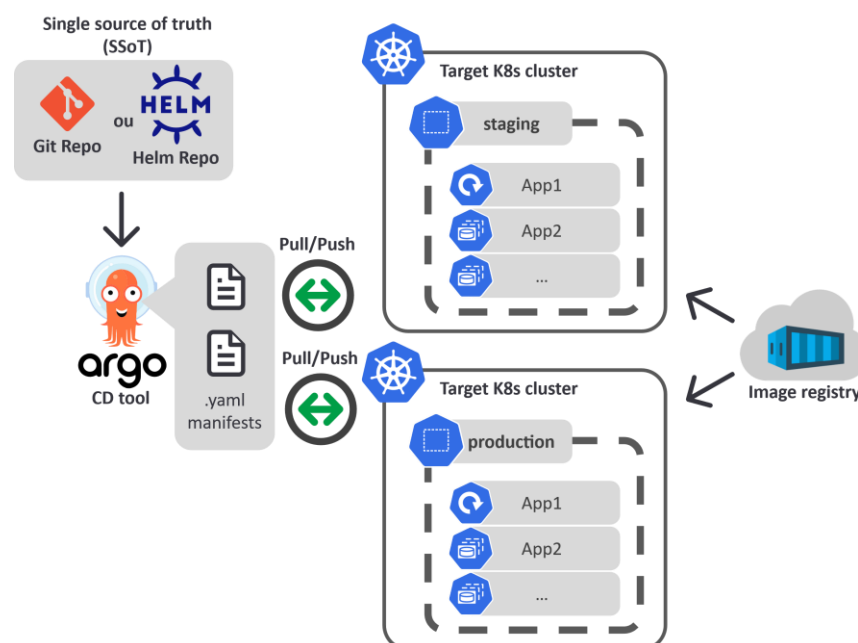 Single source of truth
(SSoT)
Git Repo
ou
HELM
Helm Repo
argo
CD tool
.yaml
manifests
Pull/Push
Pull/Push
Target K8s cluster
staging
App1
App2
...
Target K8s cluster
production
App1
App2
...
Image registry